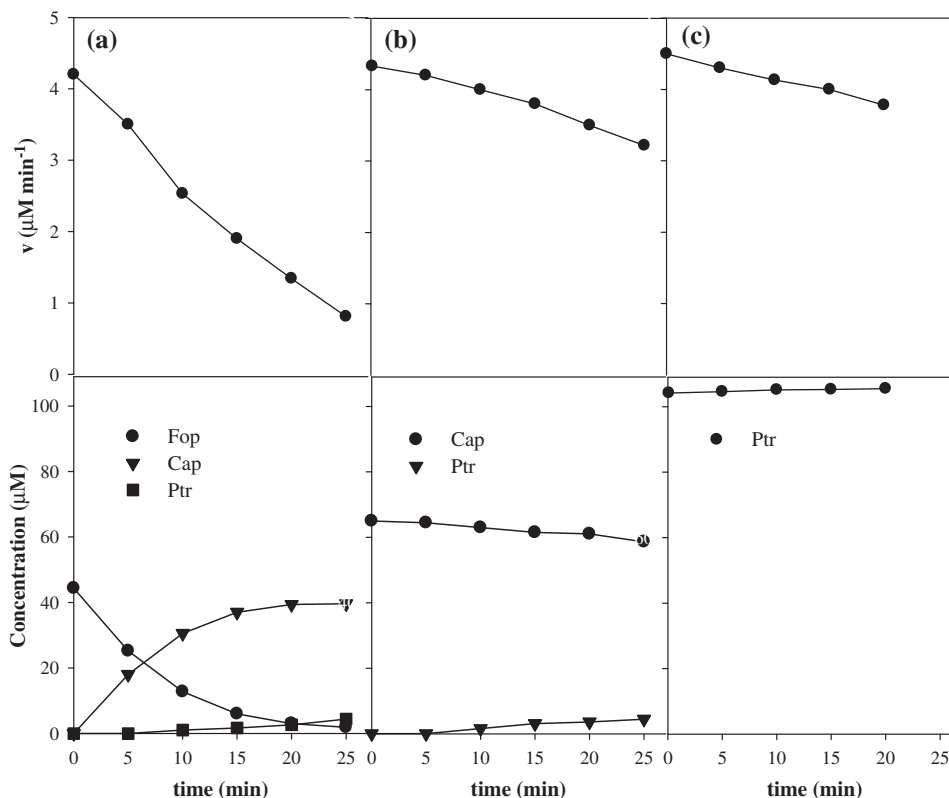 (a) (b) (c)
5
4
3
2
1
0
v (µM min-1)
100
80
60
40
20
0
Concentration (µM)
Fop
Cap
Ptr
Cap
Ptr
Ptr
0 5 10 15 20 25 0 5 10 15 20 25 0 5 10 15 20 25
time (min) time (min) time (min)